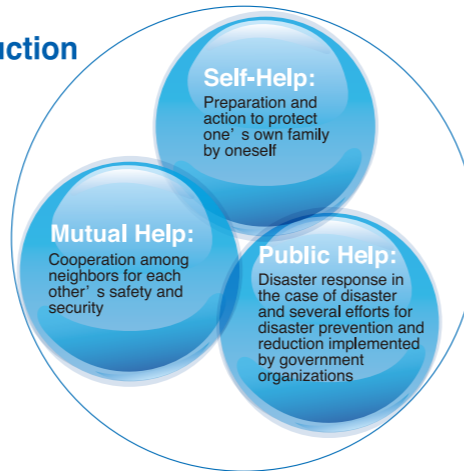 uction
Self-Help:
Preparation and
action to protect
one’ s own family
by oneself
Mutual Help:
Cooperation among
neighbors for each
other’ s safety and
security
Public Help:
Disaster response in
the case of disaster
and several efforts for
disaster prevention and
reduction implemented
by government
organizations